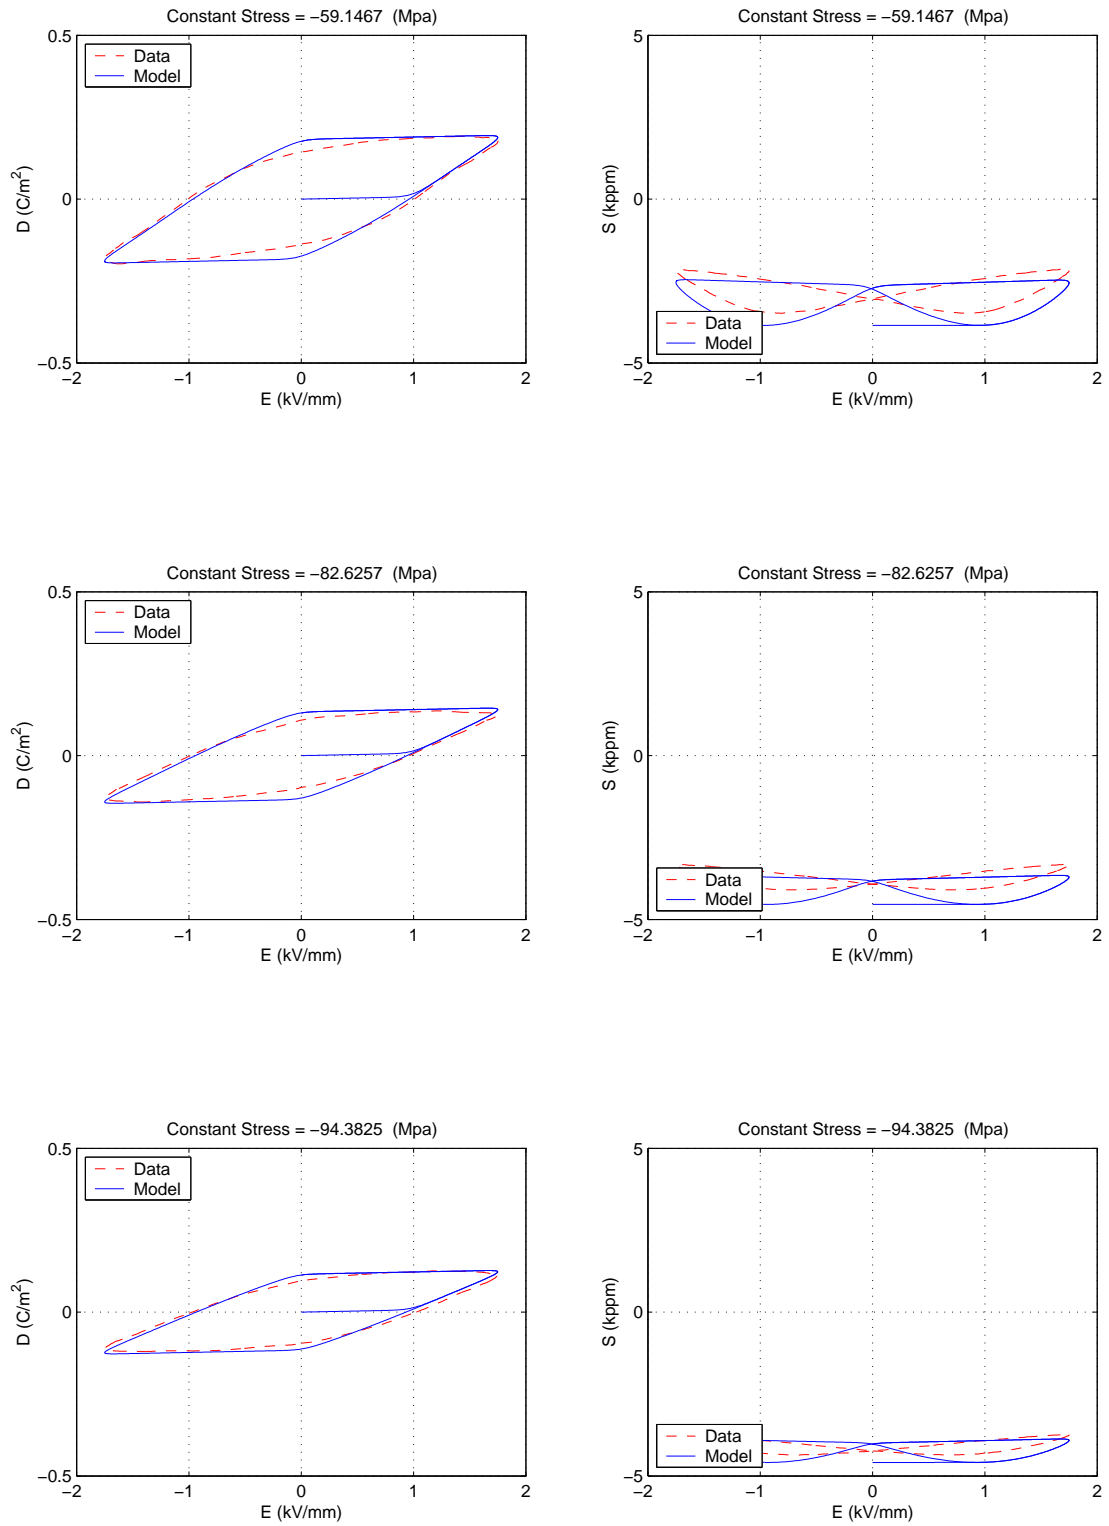 Constant Stress = −59.1467 (Mpa)
0.5
0
−0.5
D (C/m²)
Data
Model
−2
−1
0
1
2
E (kV/mm)
Constant Stress = −59.1467 (Mpa)
5
0
−5
S (kppm)
Data
Model
−2
−1
0
1
2
E (kV/mm)
Constant Stress = −82.6257 (Mpa)
0.5
0
−0.5
D (C/m²)
Data
Model
−2
−1
0
1
2
E (kV/mm)
Constant Stress = −82.6257 (Mpa)
5
0
−5
S (kppm)
Data
Model
−2
−1
0
1
2
E (kV/mm)
Constant Stress = −94.3825 (Mpa)
0.5
0
−0.5
D (C/m²)
Data
Model
−2
−1
0
1
2
E (kV/mm)
Constant Stress = −94.3825 (Mpa)
5
0
−5
S (kppm)
Data
Model
−2
−1
0
1
2
E (kV/mm)